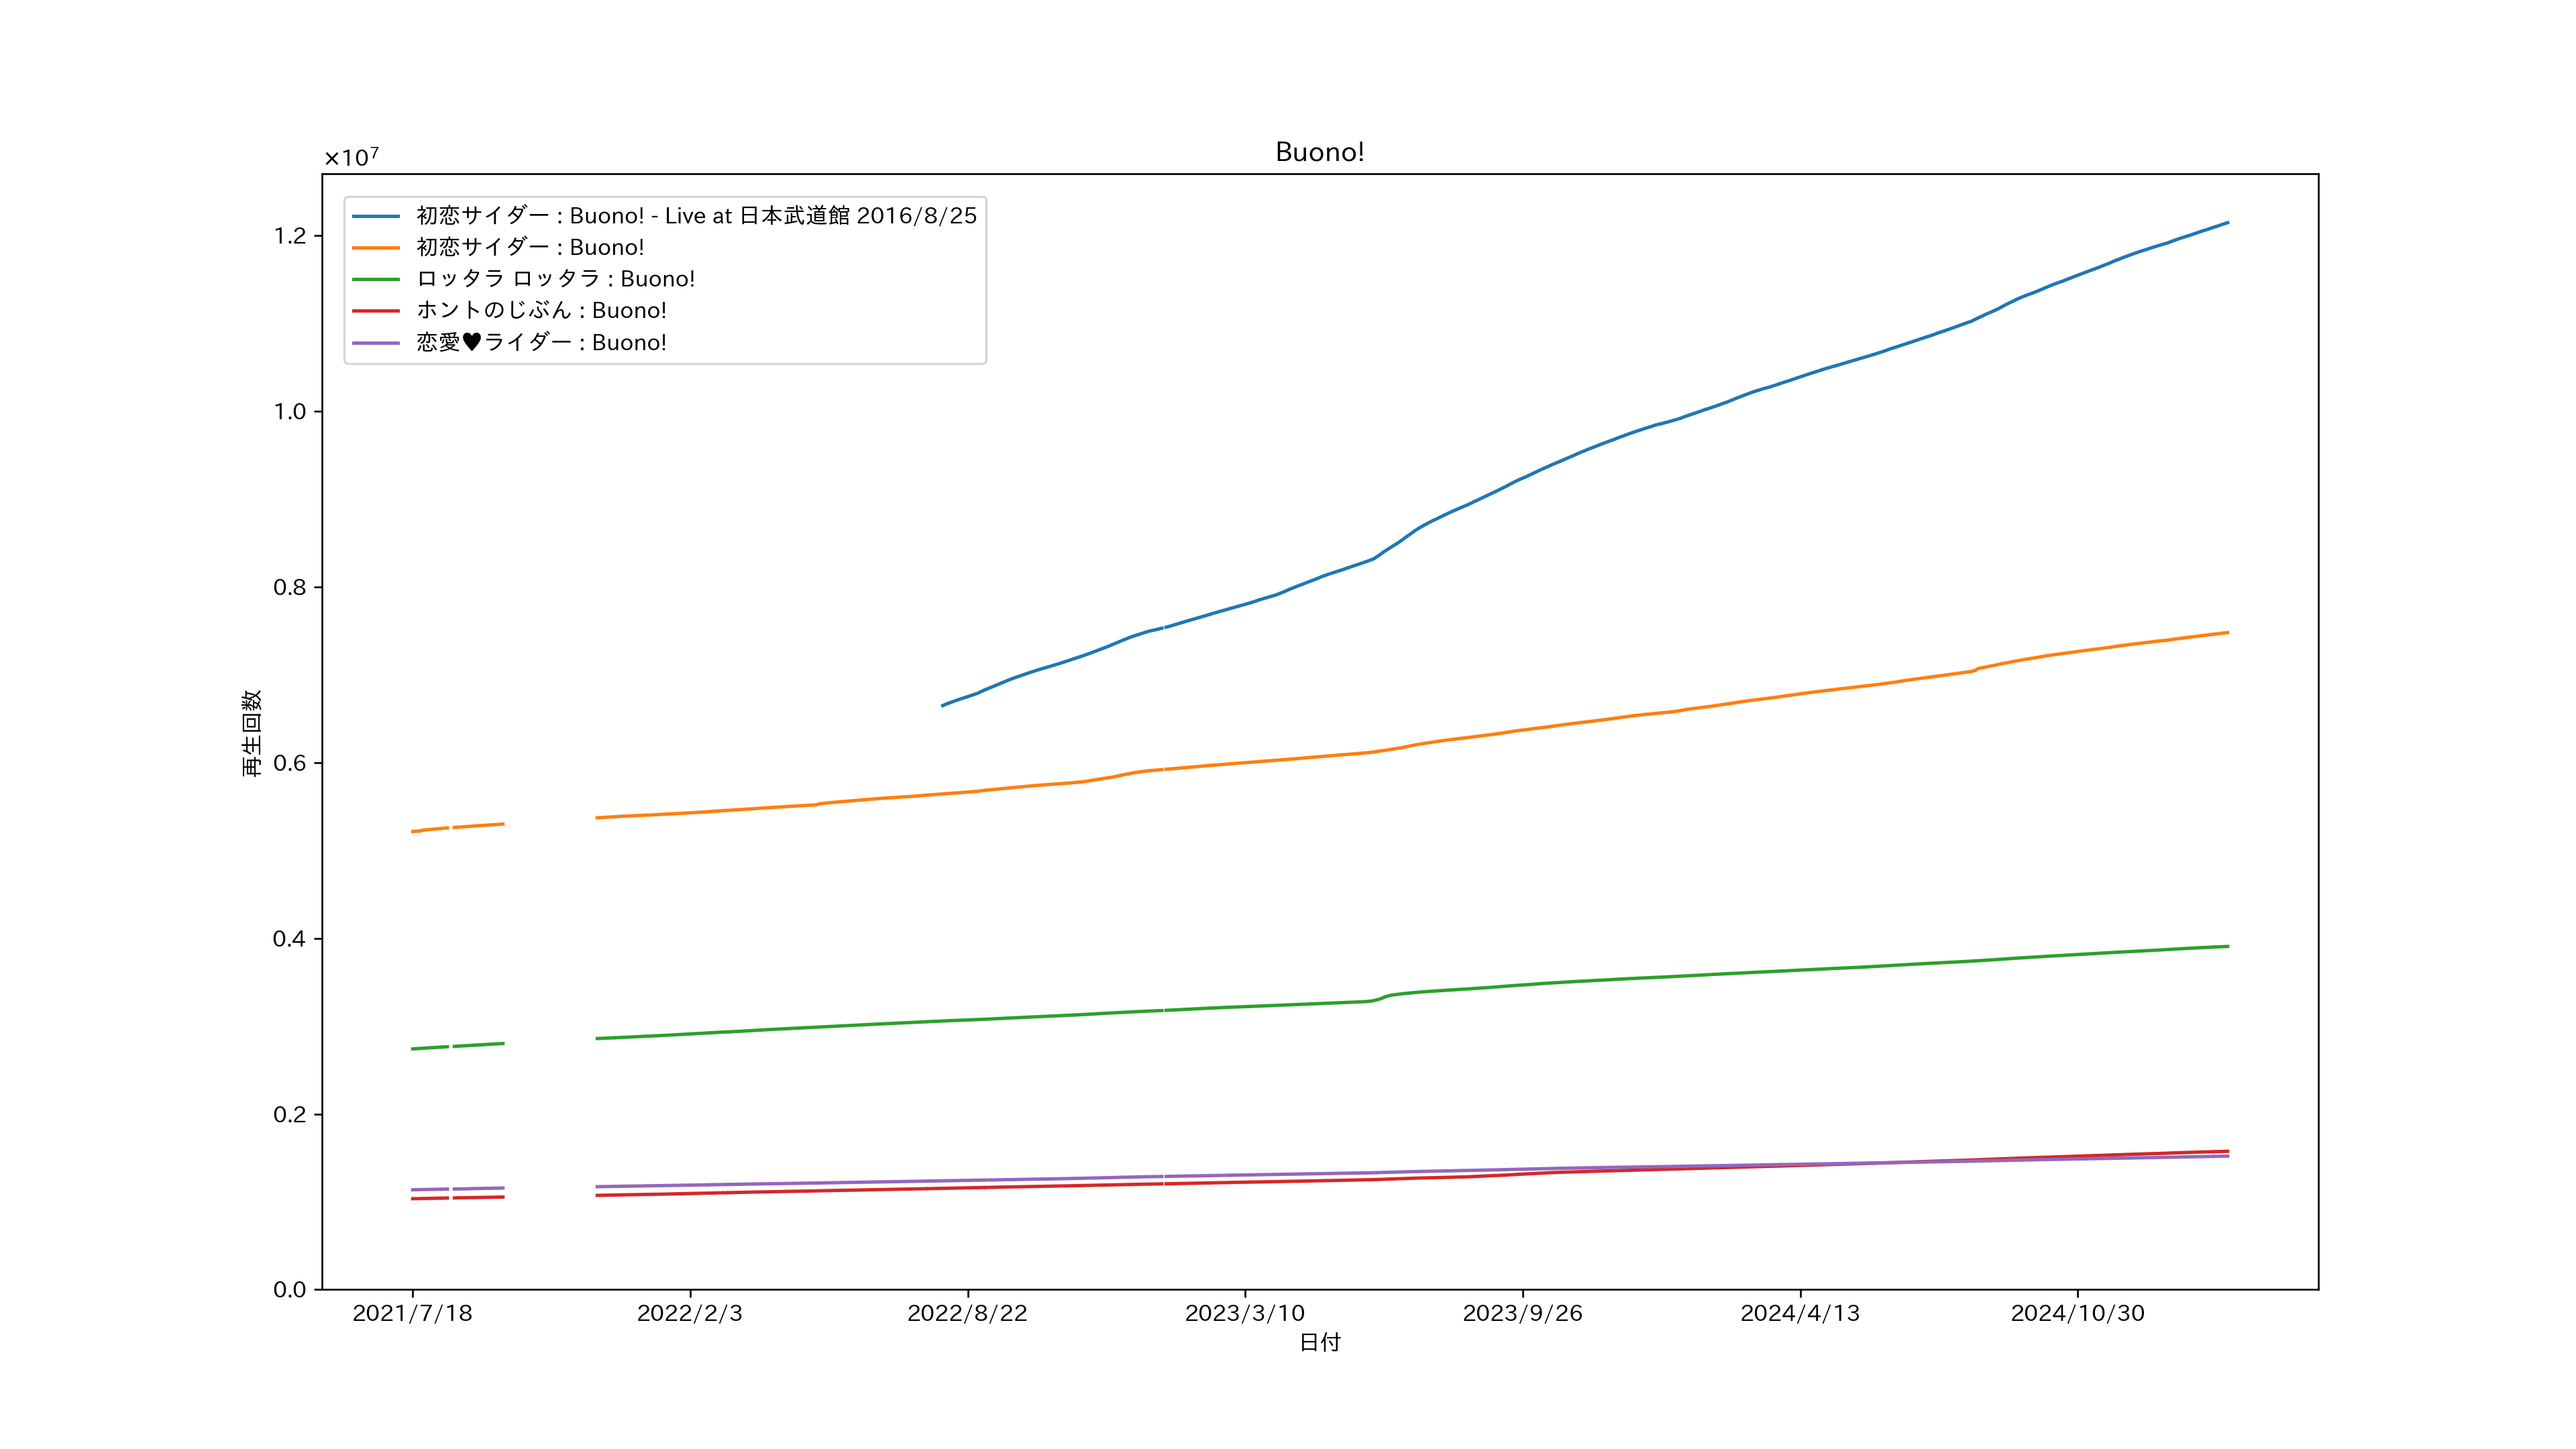 Buono!
×10⁷
初恋サイダー : Buono! - Live at 日本武道館 2016/8/25
初恋サイダー : Buono!
ロッタラ ロッタラ : Buono!
ホントのじぶん : Buono!
恋愛♥ライダー : Buono!
1.2
1.0
0.8
0.6
0.4
0.2
0.0
再生回数
2021/7/18 2022/2/3 2022/8/22 2023/3/10 2023/9/26 2024/4/13 2024/10/30
日付